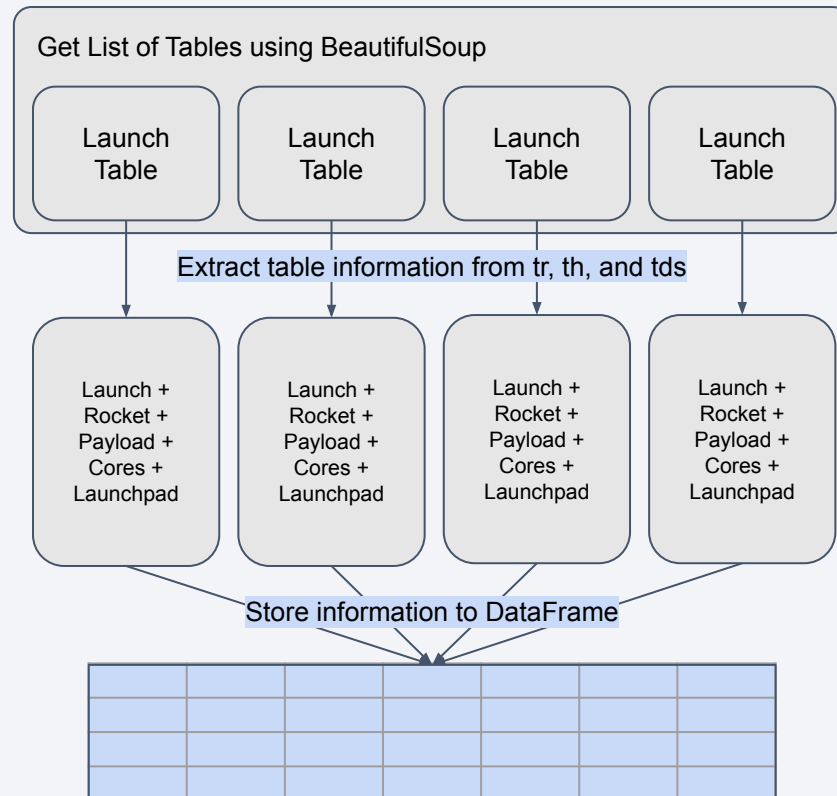 Get List of Tables using BeautifulSoup
Launch
Table
Launch
Table
Launch
Table
Launch
Table
Extract table information from tr, th, and tds
Launch +
Rocket +
Payload +
Cores +
Launchpad
Launch +
Rocket +
Payload +
Cores +
Launchpad
Launch +
Rocket +
Payload +
Cores +
Launchpad
Launch +
Rocket +
Payload +
Cores +
Launchpad
Store information to DataFrame